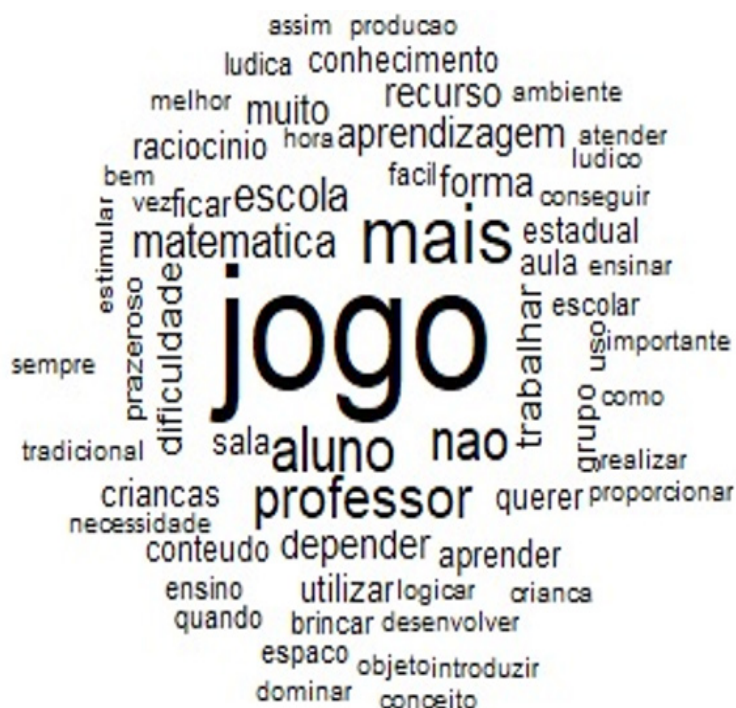 assim producao
ludica conhecimento
melhor muito recurso ambiente
raciocinio hora aprendizagem atender
ludico
bem vez ficar escola facil forma conseguir
estimular matematica mais estadual
aula ensinar
prazeroso dificuldade jogo trabalhar escolar
uso importante
sempre
grupo como
tradicional sala aluno nao realizar
criancas professor querer proporcionar
necessidade
conteudo depender aprender
ensino utilizar logicar crianca
quando brincar desenvolver
espaco objeto introduzir
dominar conceito